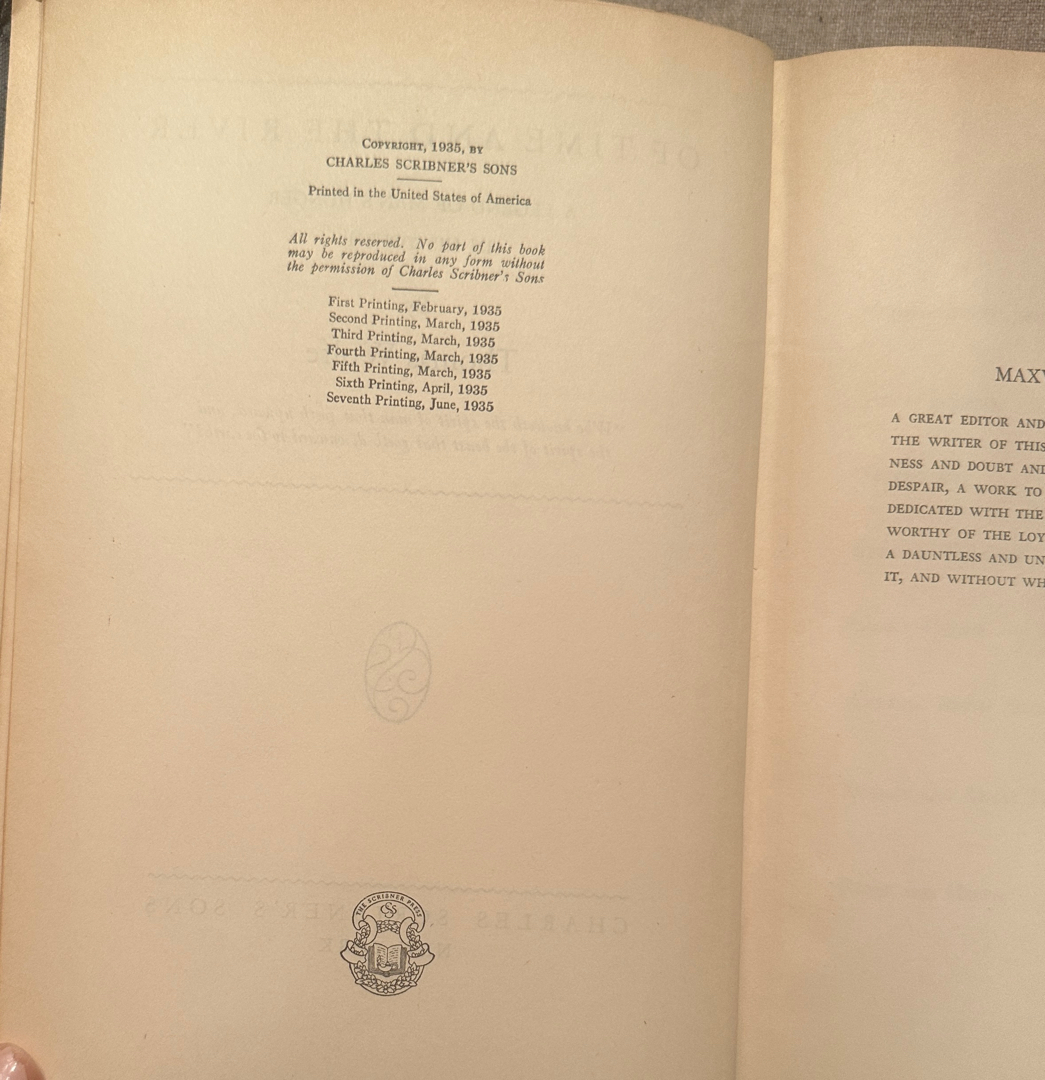 COPYRIGHT, 1935, BY
CHARLES SCRIBNER'S SONS
Printed in the United States of America
All rights reserved. No part of this book
may be reproduced in any form without
the permission of Charles Scribner's Sons
First Printing, February, 1935
Second Printing, March, 1935
Third Printing, March, 1935
Fourth Printing, March, 1935
Fifth Printing, March, 1935
Sixth Printing, April, 1935
Seventh Printing, June, 1935
THE SCRIBNER PRESS
CSS
MAX
A GREAT EDITOR AND
THE WRITER OF THIS
NESS AND DOUBT AND
DESPAIR, A WORK TO
DEDICATED WITH THE
WORTHY OF THE LOY
A DAUNTLESS AND UN
IT, AND WITHOUT WH